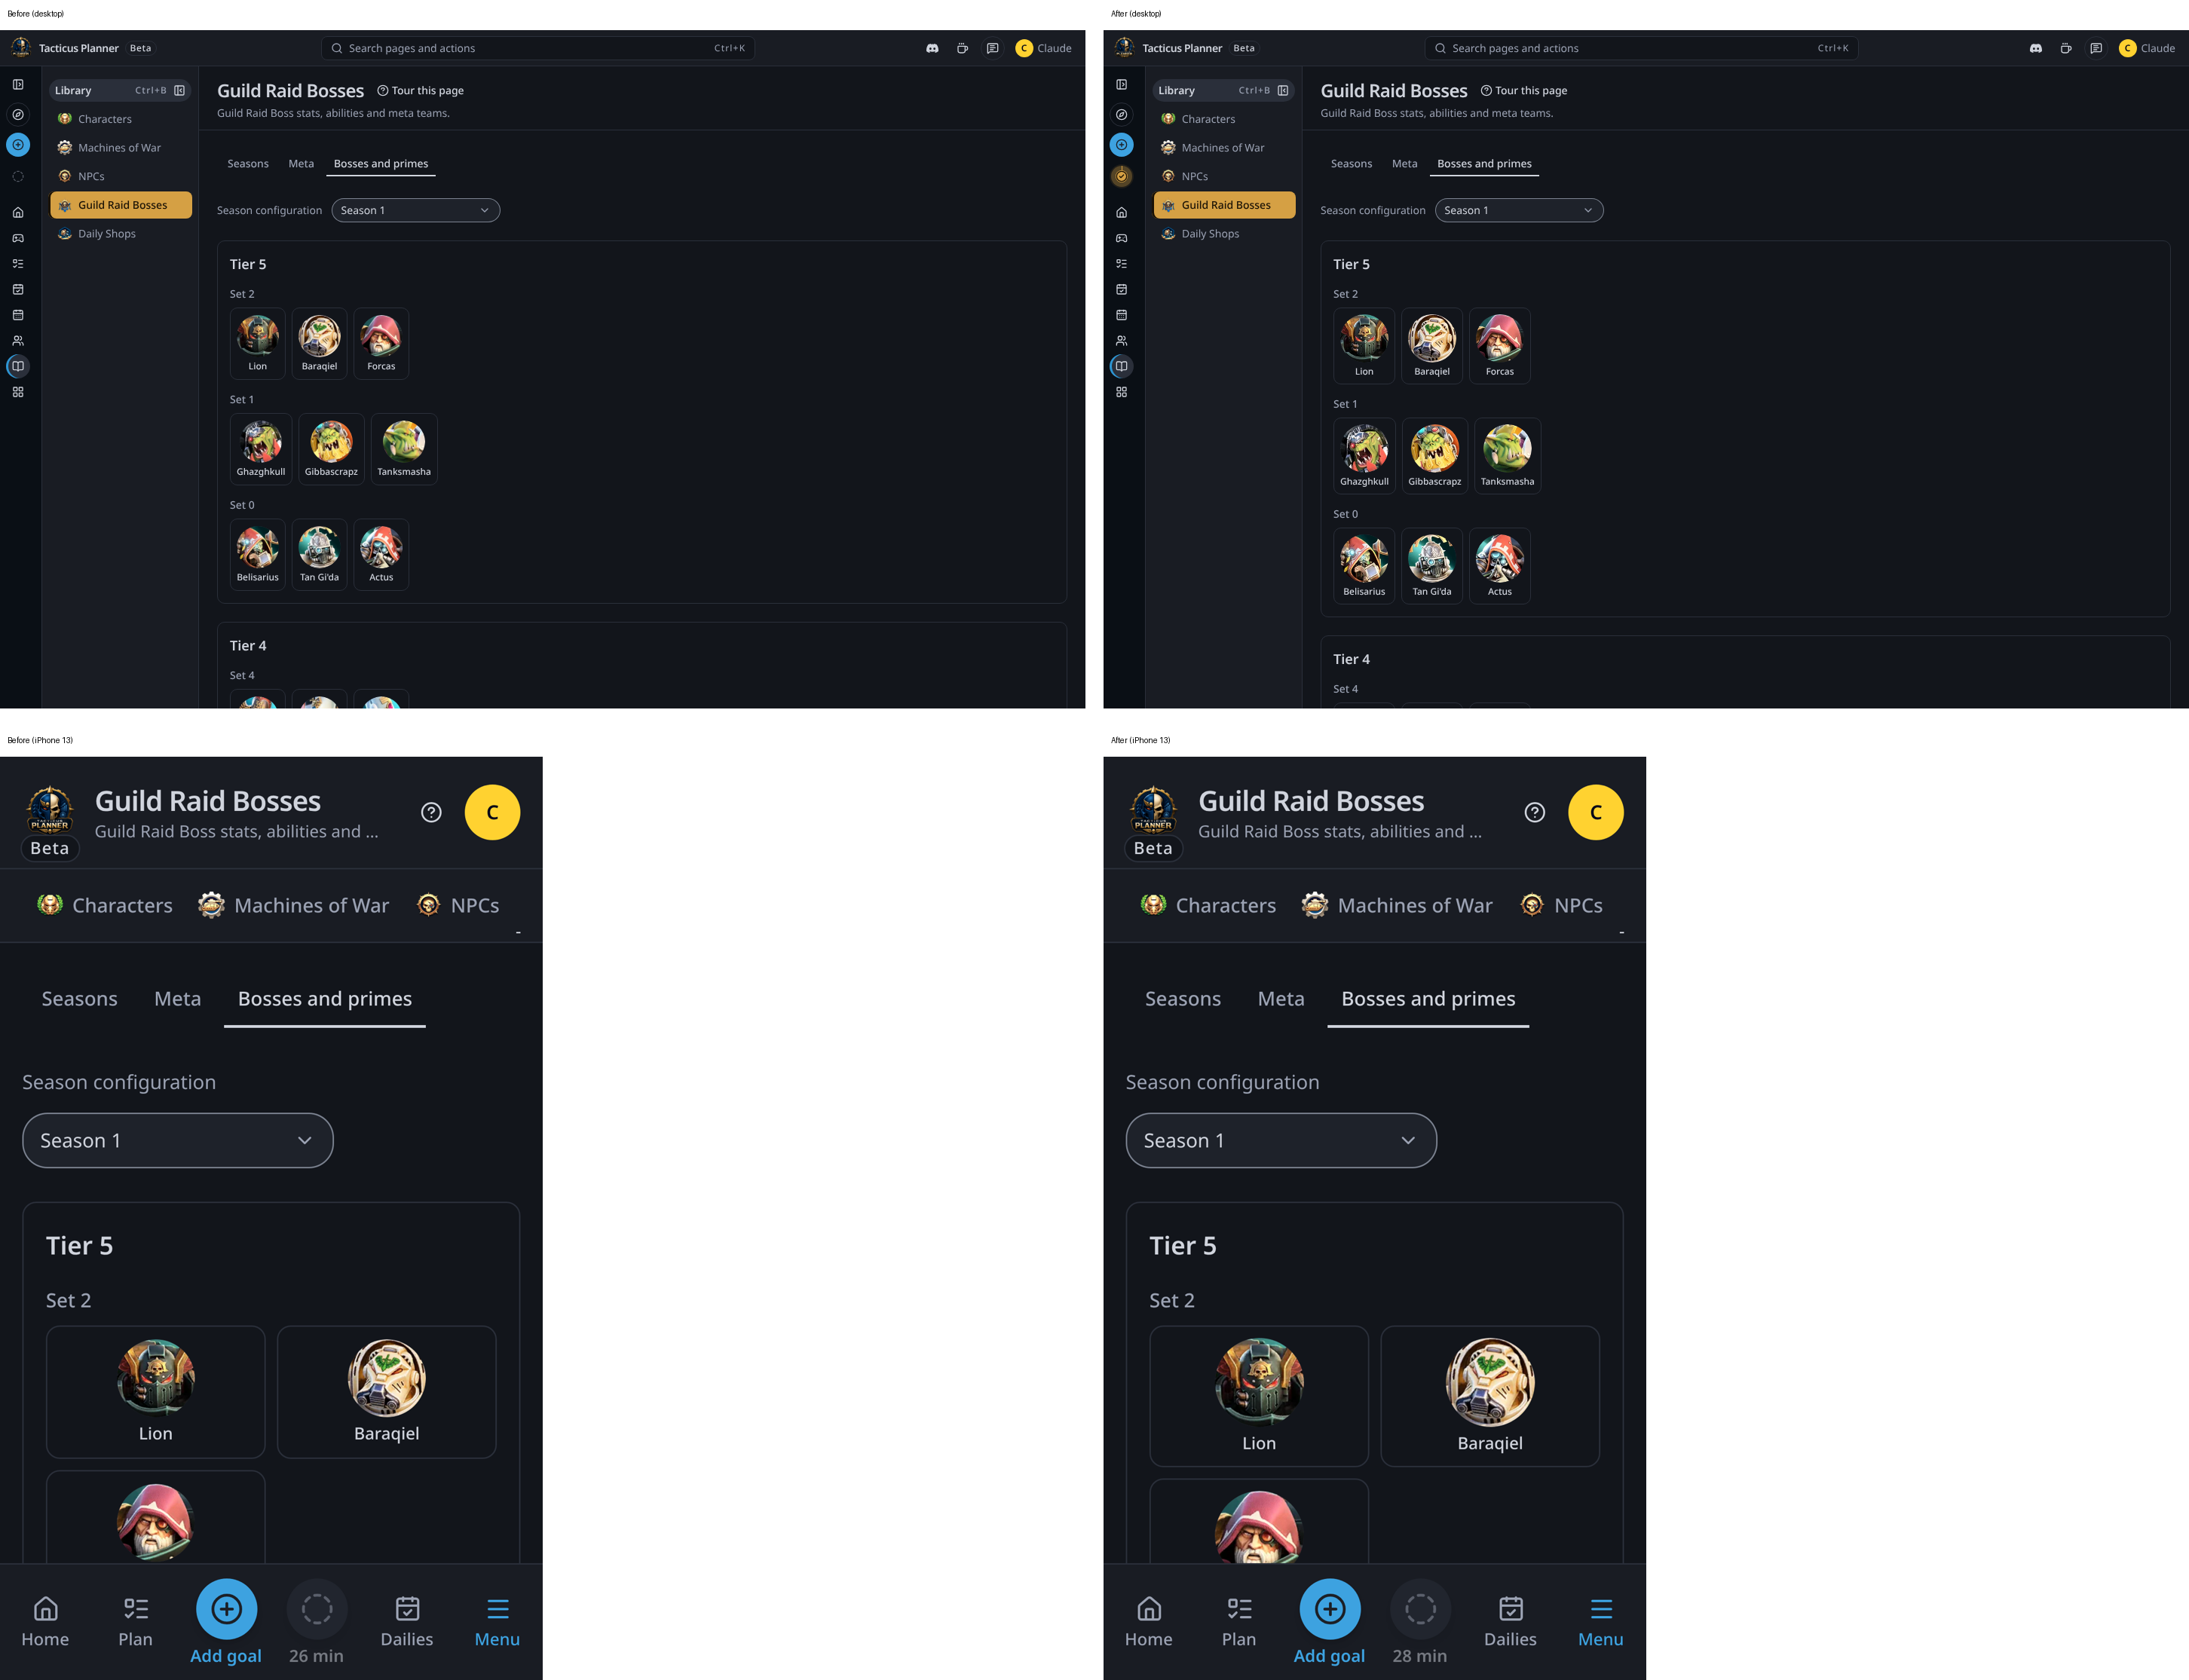 Before (desktop)
Tacticus Planner Beta
Search pages and actions Ctrl+K
C Claude
Library Ctrl+B
Characters
Machines of War
NPCs
Guild Raid Bosses
Daily Shops
Guild Raid Bosses Tour this page
Guild Raid Boss stats, abilities and meta teams.
Seasons Meta Bosses and primes
Season configuration Season 1
Tier 5
Set 2
Lion Baraqiel Forcas
Set 1
Ghazghkull Gibbascrapz Tanksmasha
Set 0
Belisarius Tan Gi'da Actus
Tier 4
Set 4
After (desktop)
Tacticus Planner Beta
Search pages and actions Ctrl+K
C Claude
Library Ctrl+B
Characters
Machines of War
NPCs
Guild Raid Bosses
Daily Shops
Guild Raid Bosses Tour this page
Guild Raid Boss stats, abilities and meta teams.
Seasons Meta Bosses and primes
Season configuration Season 1
Tier 5
Set 2
Lion Baraqiel Forcas
Set 1
Ghazghkull Gibbascrapz Tanksmasha
Set 0
Belisarius Tan Gi'da Actus
Tier 4
Set 4
Before (iPhone 13)
PLANNER
Beta
Guild Raid Bosses
Guild Raid Boss stats, abilities and ...
C
Characters Machines of War NPCs
Seasons Meta Bosses and primes
Season configuration
Season 1
Tier 5
Set 2
Lion Baraqiel
Home Plan Add goal 26 min Dailies Menu
After (iPhone 13)
PLANNER
Beta
Guild Raid Bosses
Guild Raid Boss stats, abilities and ...
C
Characters Machines of War NPCs
Seasons Meta Bosses and primes
Season configuration
Season 1
Tier 5
Set 2
Lion Baraqiel
Home Plan Add goal 28 min Dailies Menu